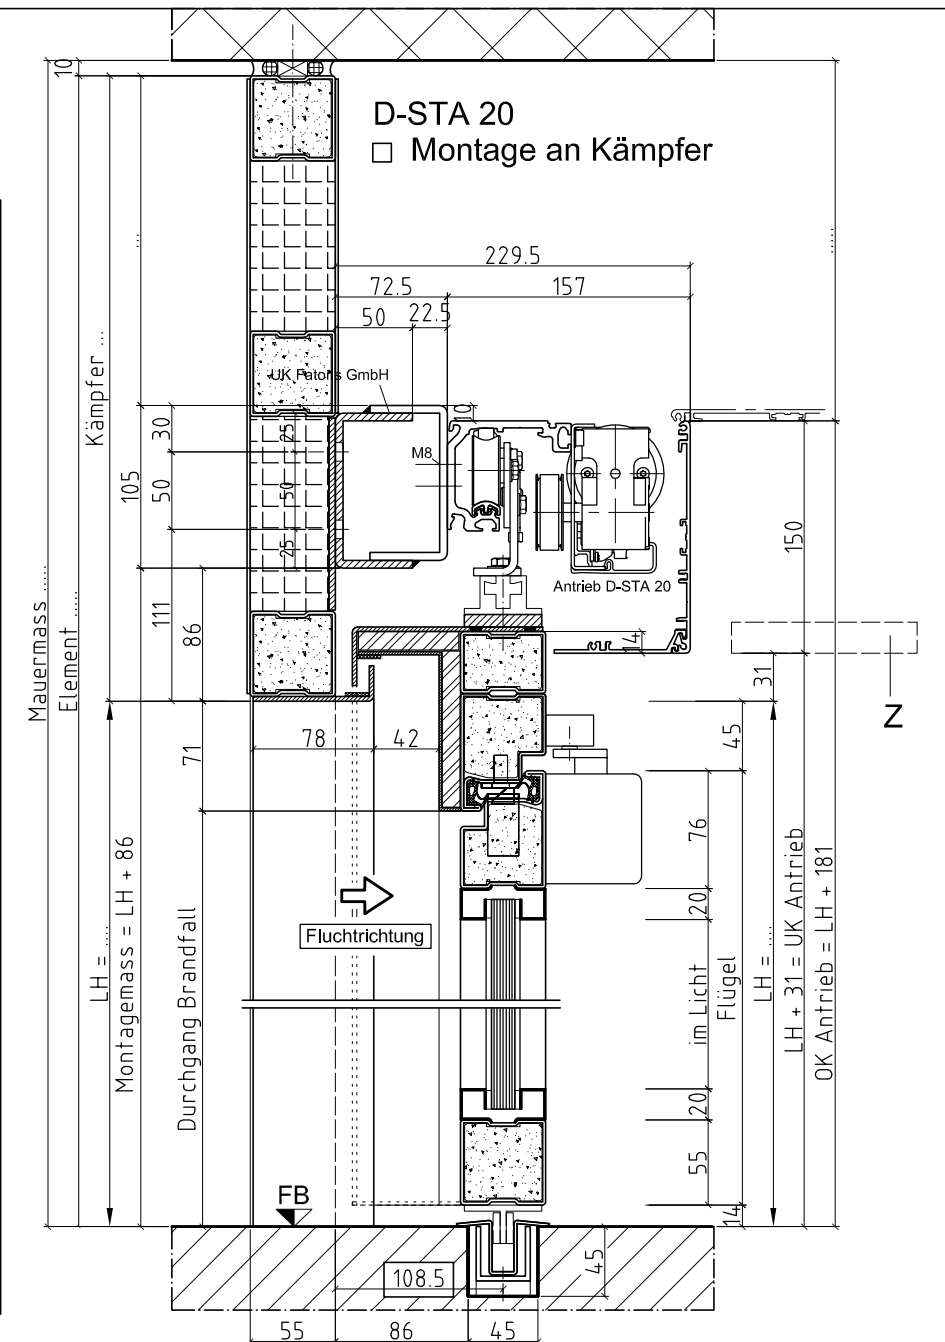 D-STA 20
□ Montage an Kämpfer
10
...
.....
229.5
72.5
157
50
22.5
UK Fatoris GmbH
Kämpfer ...
10
30
25
M8
105
50
50
25
150
Antrieb D-STA 20
111
86
14
Mauermass .....
Element .....
31
Z
78
42
45
71
76
20
Fluchtrichtung
LH = ....
Montagemass = LH + 86
Durchgang Brandfall
im Licht
Flügel
LH = ....
LH + 31 = UK Antrieb
OK Antrieb = LH + 181
20
55
14
FB
45
108.5
55
86
45